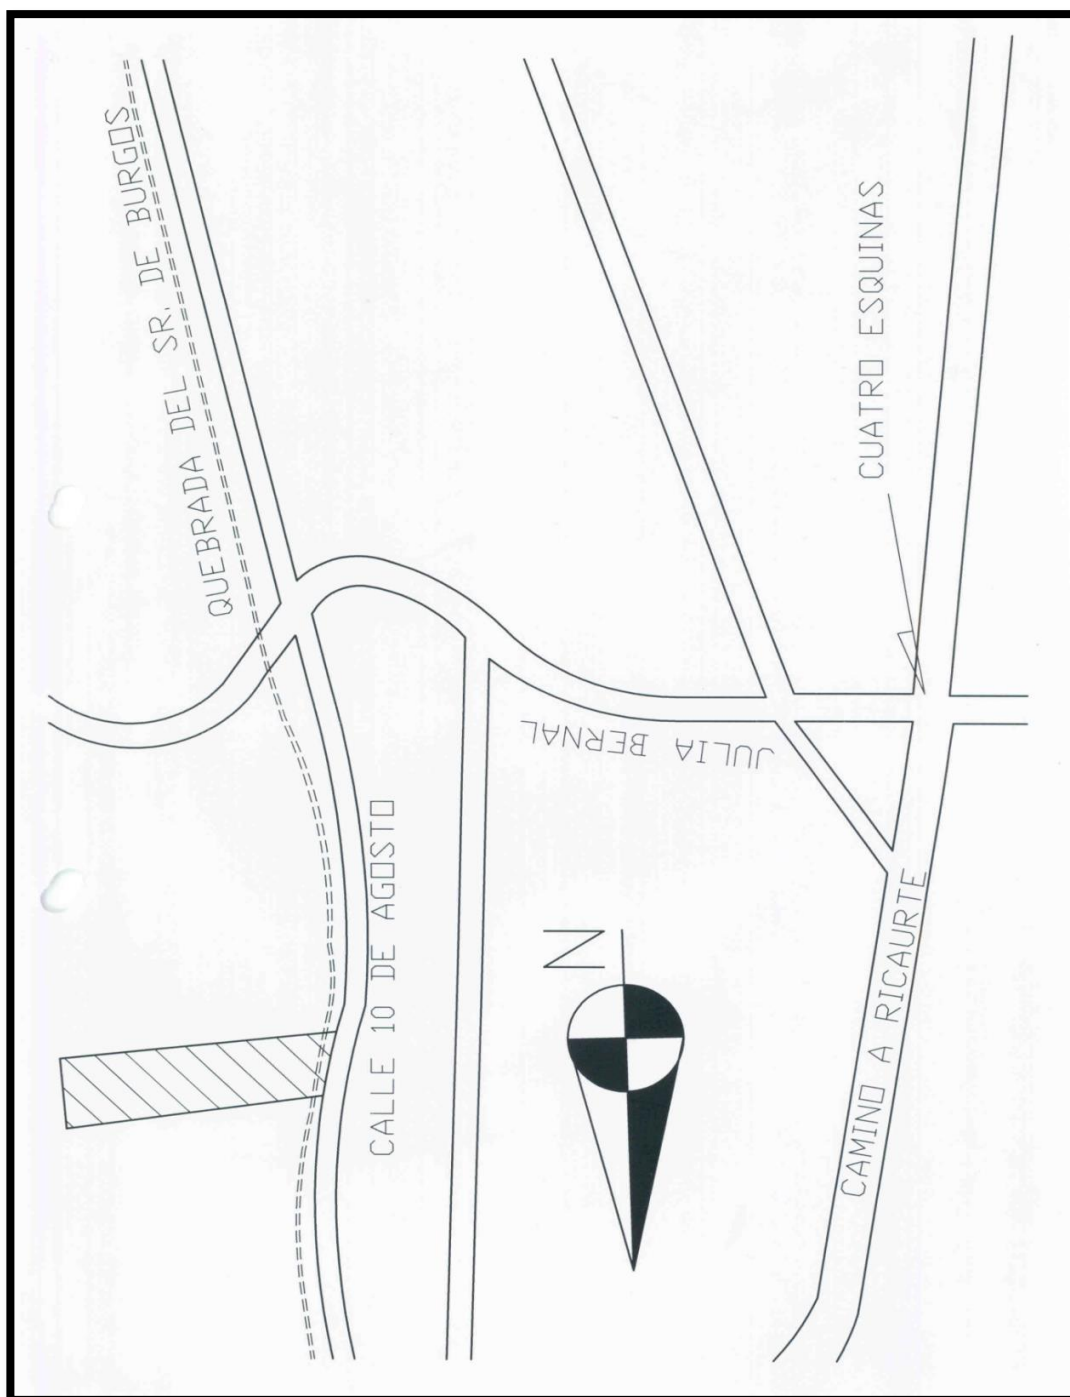 QUEBRADA DEL SR. DE BURGOS
CUATRO ESQUINAS
JULIA BERNAL
CALLE 10 DE AGOSTO
N
CAMINO A RICAURTE